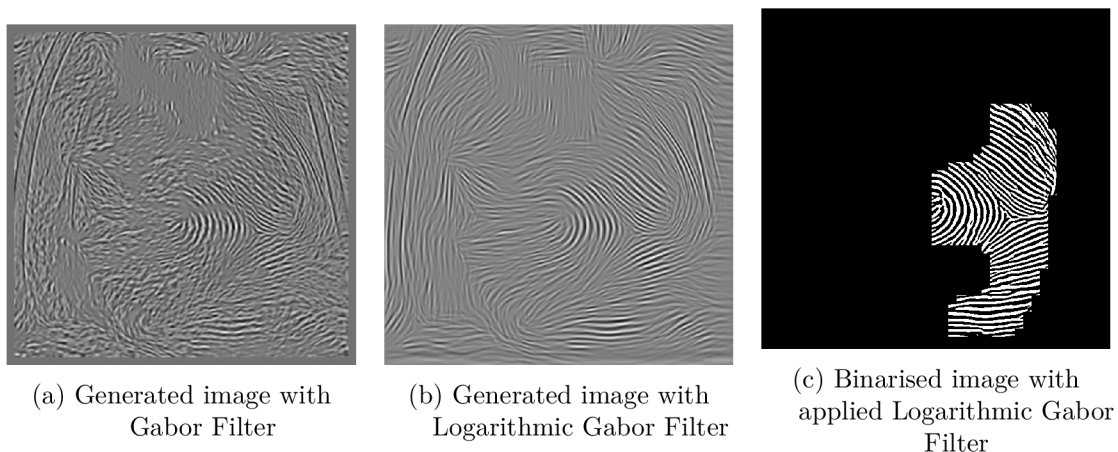 (a) Generated image with
Gabor Filter
(b) Generated image with
Logarithmic Gabor Filter
(c) Binarised image with
applied Logarithmic Gabor
Filter